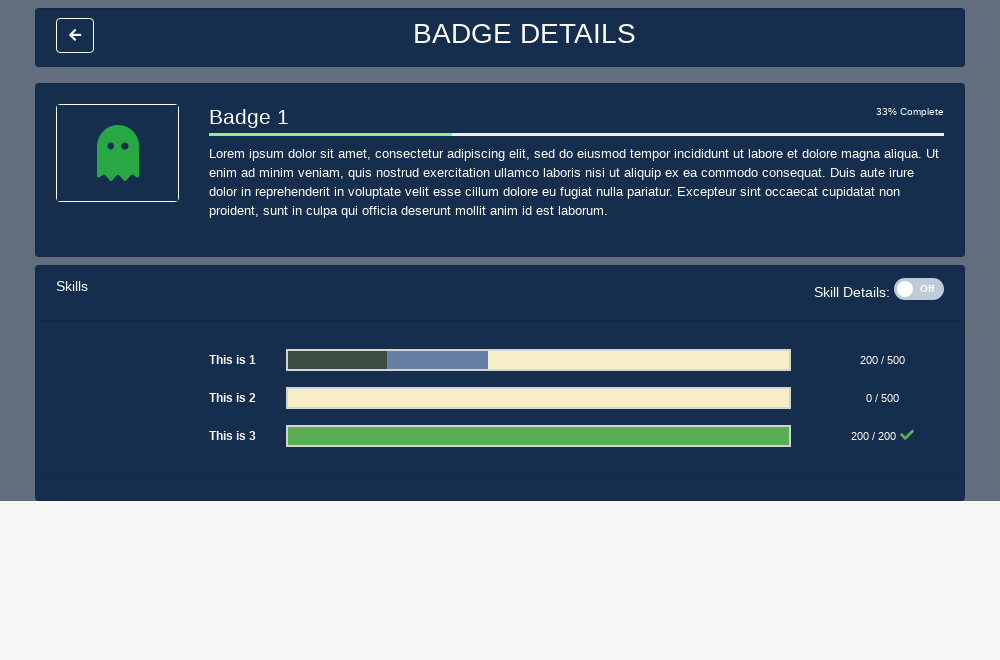 BADGE DETAILS
Badge 1
33% Complete
Lorem ipsum dolor sit amet, consectetur adipiscing elit, sed do eiusmod tempor incididunt ut labore et dolore magna aliqua. Ut
enim ad minim veniam, quis nostrud exercitation ullamco laboris nisi ut aliquip ex ea commodo consequat. Duis aute irure
dolor in reprehenderit in voluptate velit esse cillum dolore eu fugiat nulla pariatur. Excepteur sint occaecat cupidatat non
proident, sunt in culpa qui officia deserunt mollit anim id est laborum.
Skills
Skill Details: Off
This is 1 200 / 500
This is 2 0 / 500
This is 3 200 / 200